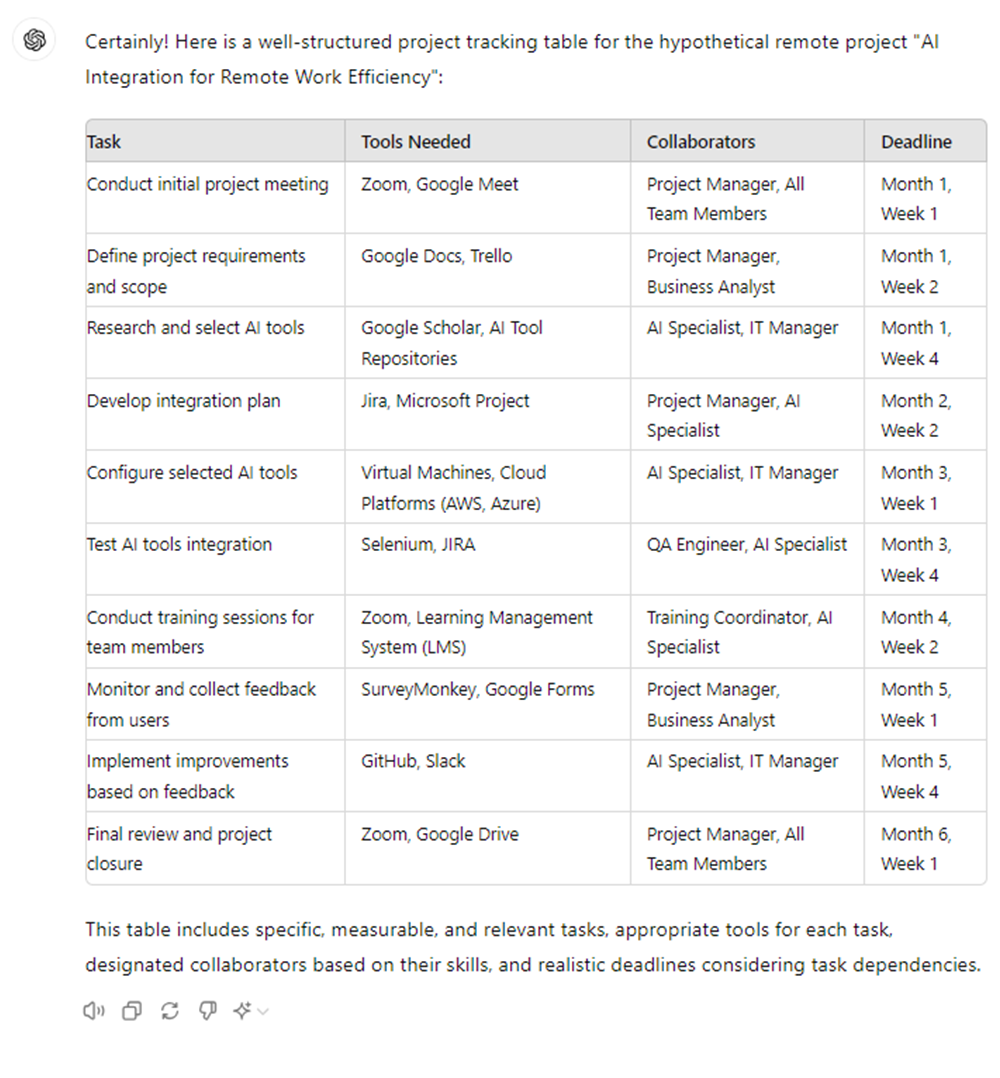 Certainly! Here is a well-structured project tracking table for the hypothetical remote project "AI
Integration for Remote Work Efficiency":
Task Tools Needed Collaborators Deadline
Conduct initial project meeting Zoom, Google Meet Project Manager, All Month 1,
Team Members Week 1
Define project requirements Google Docs, Trello Project Manager, Month 1,
and scope Business Analyst Week 2
Research and select AI tools Google Scholar, AI Tool AI Specialist, IT Manager Month 1,
Repositories Week 4
Develop integration plan Jira, Microsoft Project Project Manager, AI Month 2,
Specialist Week 2
Configure selected AI tools Virtual Machines, Cloud AI Specialist, IT Manager Month 3,
Platforms (AWS, Azure) Week 1
Test AI tools integration Selenium, JIRA QA Engineer, AI Specialist Month 3,
Week 4
Conduct training sessions for Zoom, Learning Management Training Coordinator, AI Month 4,
team members System (LMS) Specialist Week 2
Monitor and collect feedback SurveyMonkey, Google Forms Project Manager, Month 5,
from users Business Analyst Week 1
Implement improvements GitHub, Slack AI Specialist, IT Manager Month 5,
based on feedback Week 4
Final review and project Zoom, Google Drive Project Manager, All Month 6,
closure Team Members Week 1
This table includes specific, measurable, and relevant tasks, appropriate tools for each task,
designated collaborators based on their skills, and realistic deadlines considering task dependencies.